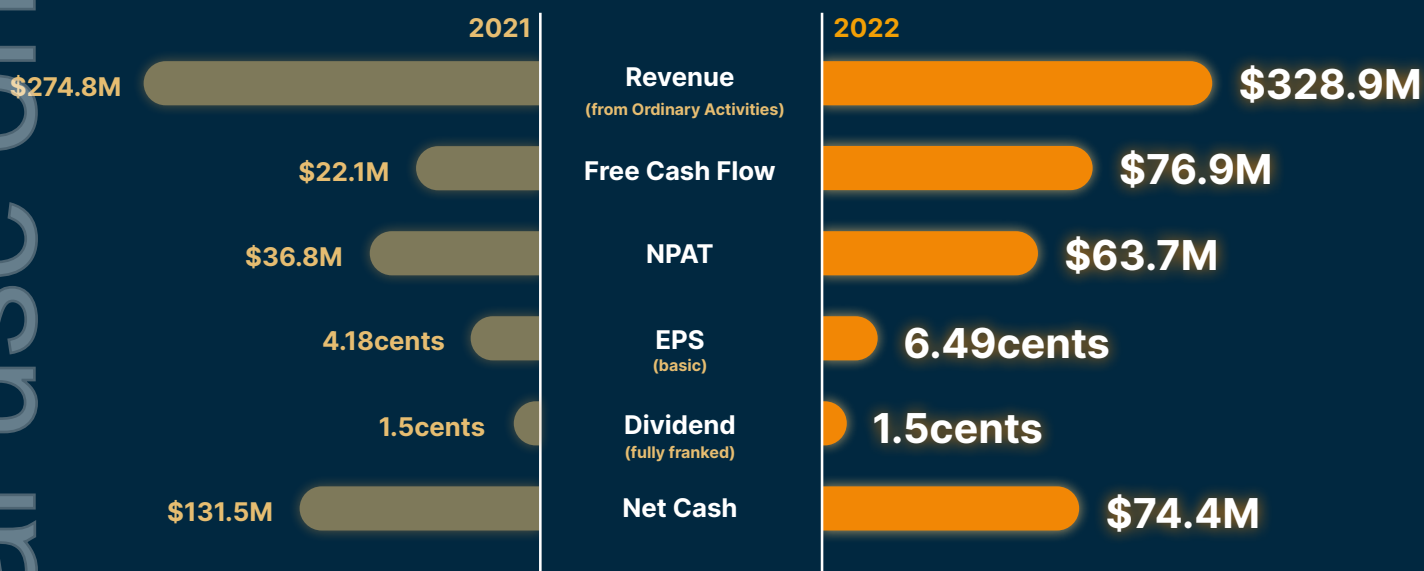 2021
2022
$274.8M
Revenue
(from Ordinary Activities)
$328.9M
$22.1M
Free Cash Flow
$76.9M
$36.8M
NPAT
$63.7M
4.18cents
EPS
(basic)
6.49cents
1.5cents
Dividend
(fully franked)
1.5cents
$131.5M
Net Cash
$74.4M